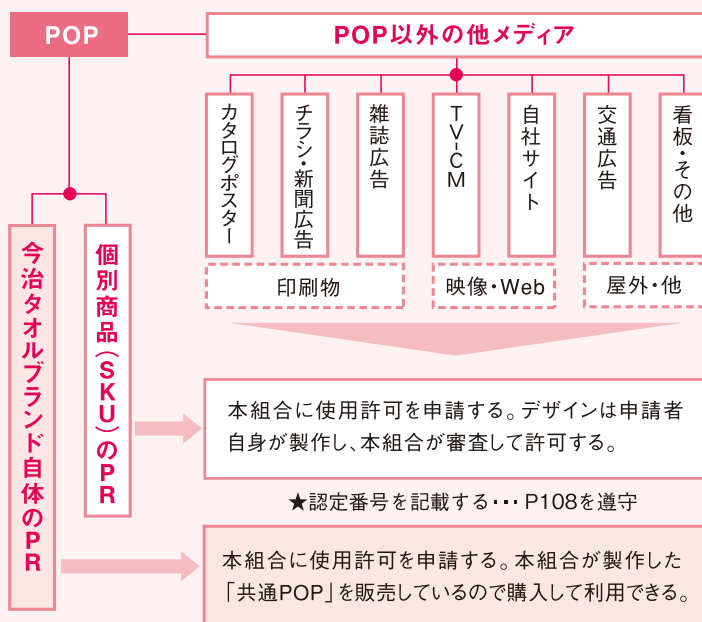 POP
POP以外の他メディア
カタログポスター
チラシ・新聞広告
雑誌広告
TV-CM
自社サイト
交通広告
看板・その他
印刷物
映像・Web
屋外・他
今治タオルブランド自体のPR
個別商品(SKU)のPR
本組合に使用許可を申請する。デザインは申請者
自身が製作し、本組合が審査して許可する。
★認定番号を記載する・・・P108を遵守
本組合に使用許可を申請する。本組合が製作した
「共通POP」を販売しているので購入して利用できる。